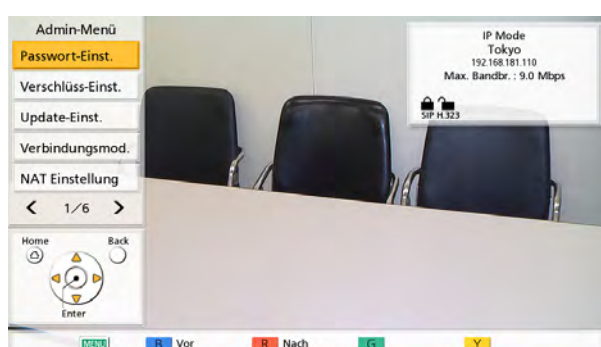 Admin-Menü
Passwort-Einst.
Verschlüss-Einst.
Update-Einst.
Verbindungsmod.
NAT Einstellung
1/6
Home
Back
Enter
IP Mode
Tokyo
192.168.181.110
Max. Bandbr. : 9.0 Mbps
SIP H.323
MENU
B Vor
R Nach
G
Y